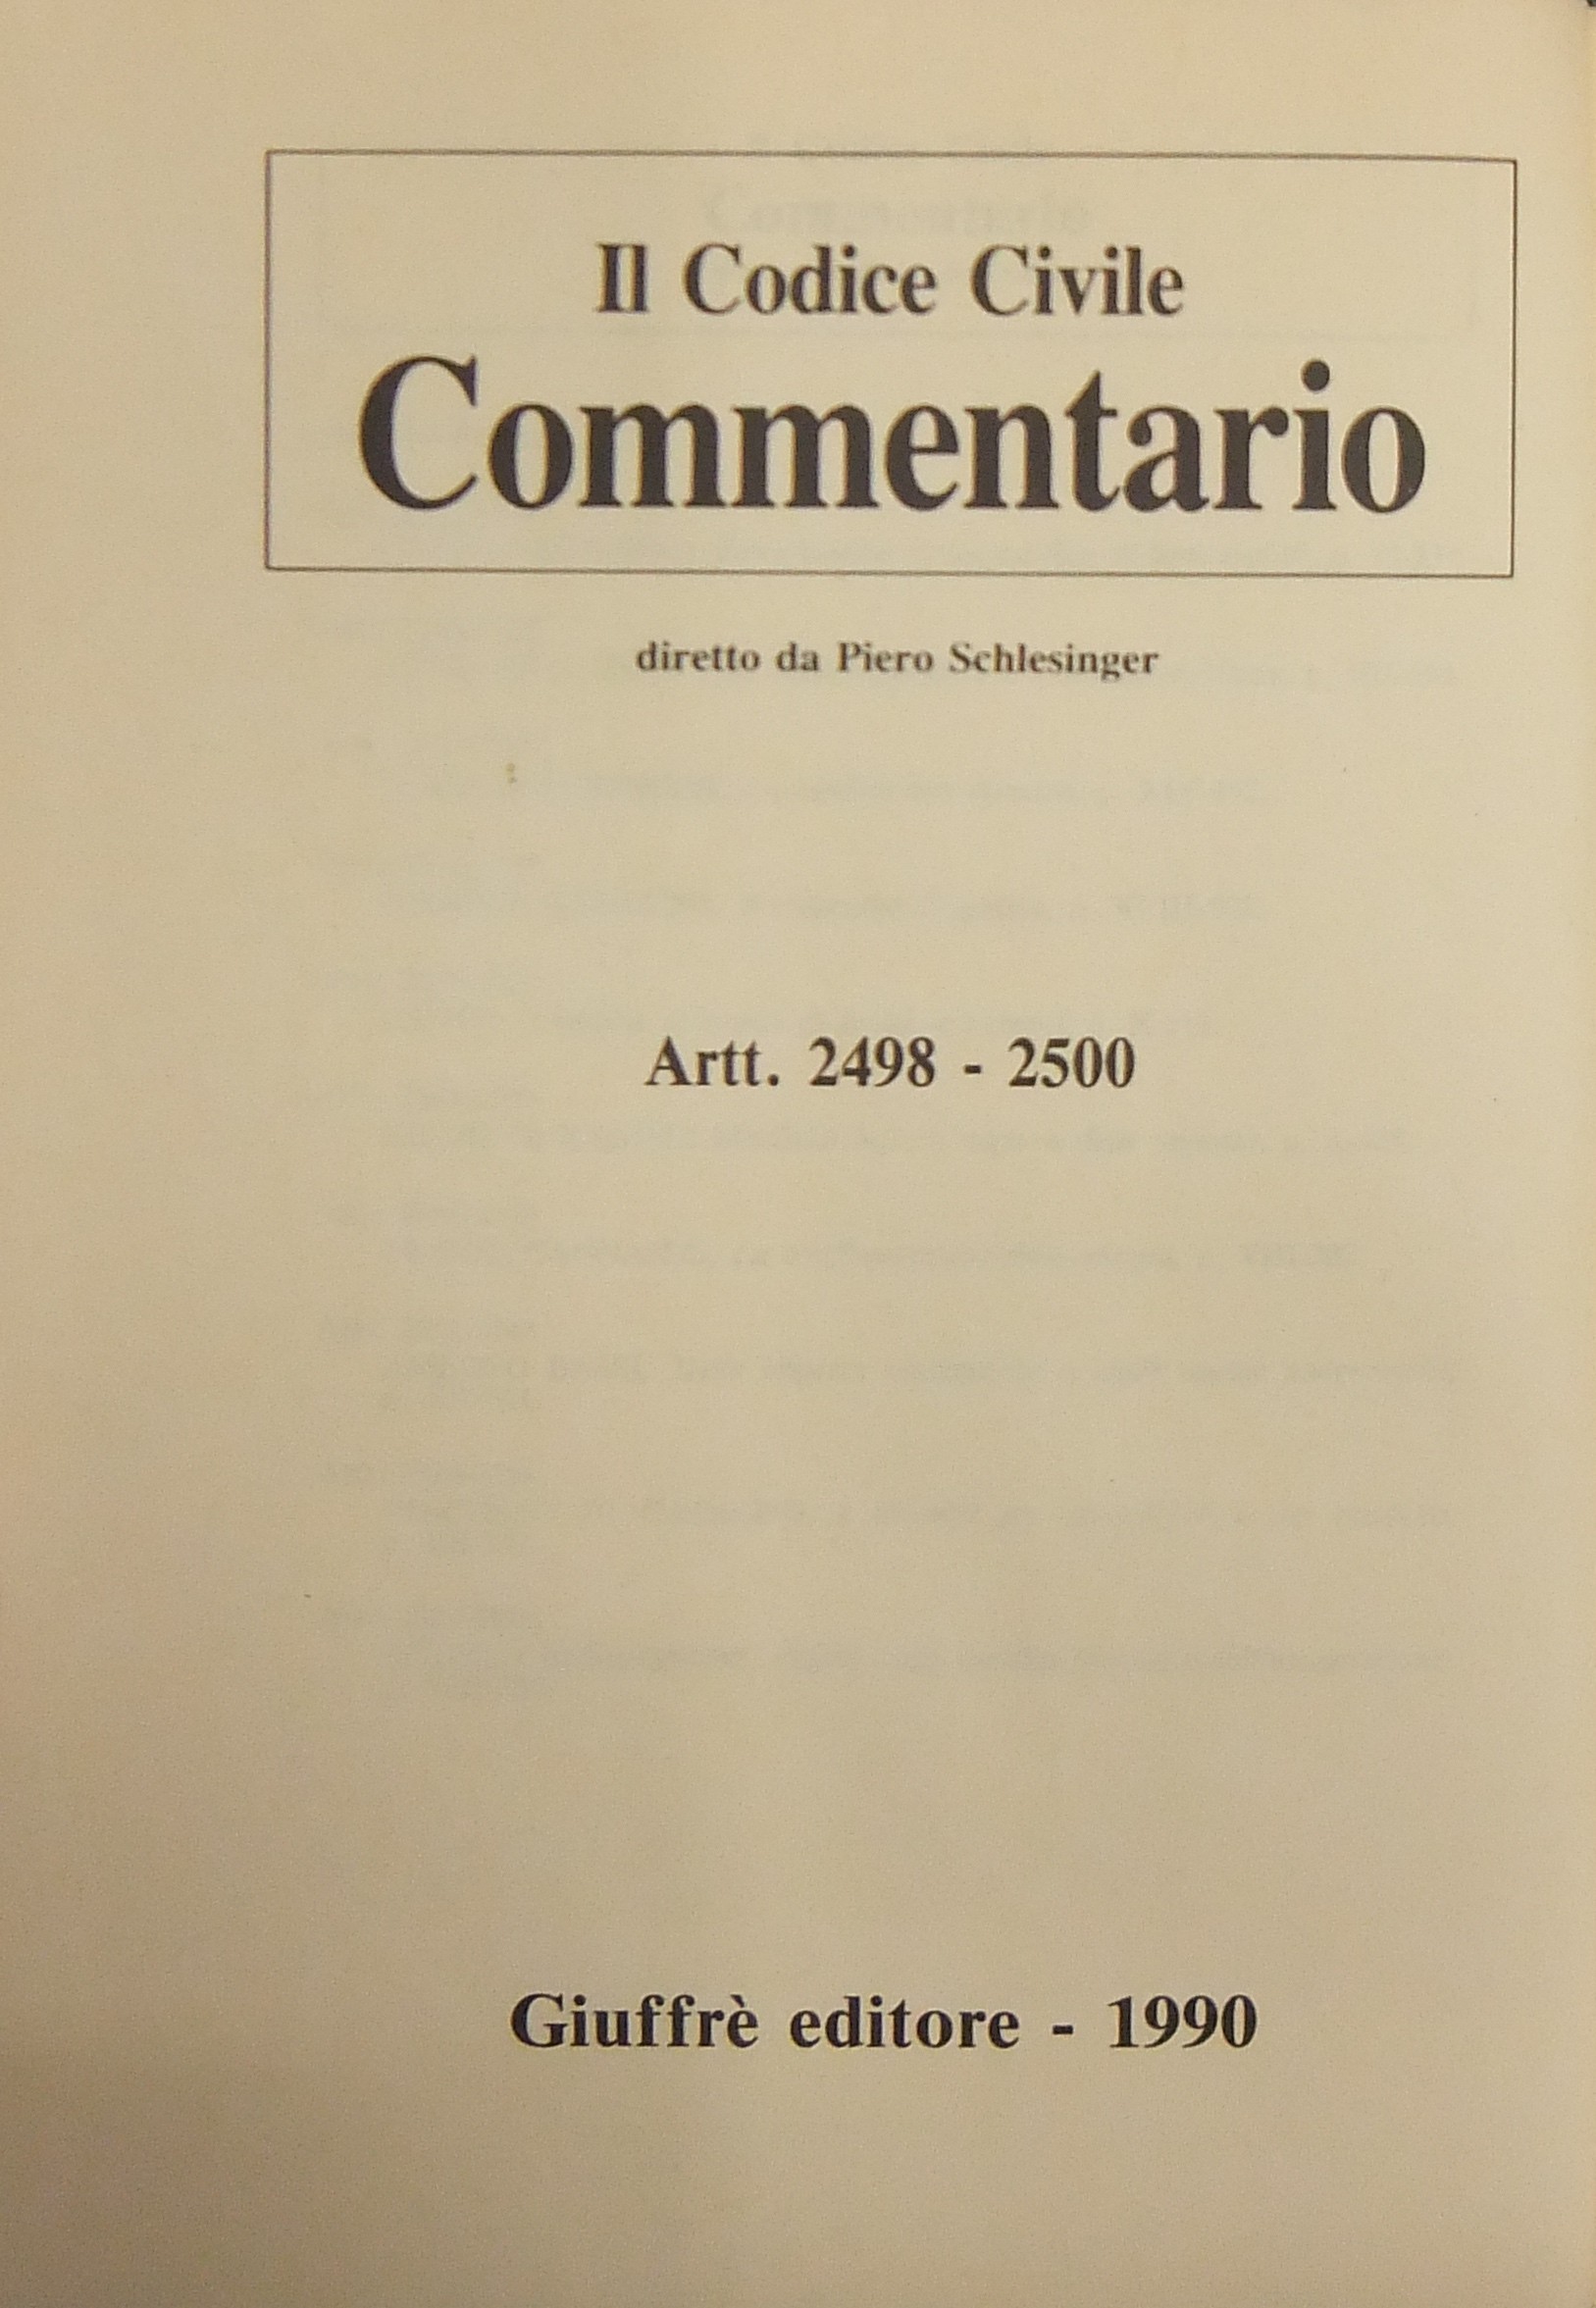 Il Codice Civile
Commentario
diretto da Piero Schlesinger
Artt. 2498 - 2500
Giuffrè editore - 1990